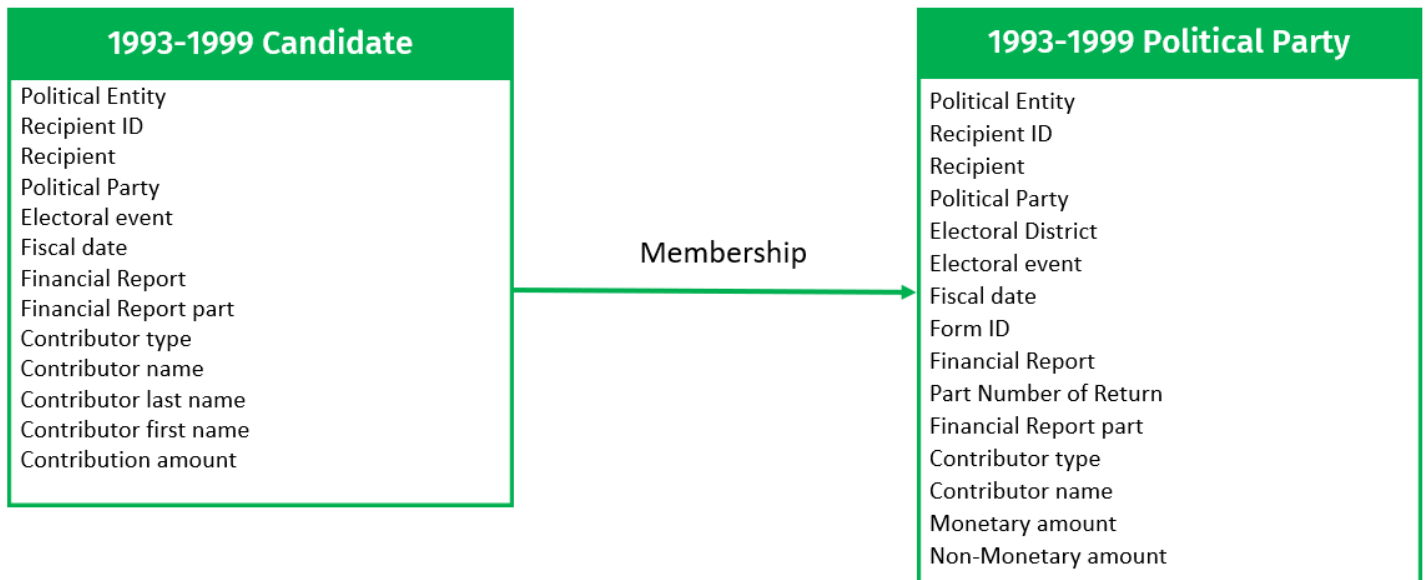 1993-1999 Candidate
Political Entity
Recipient ID
Recipient
Political Party
Electoral event
Fiscal date
Financial Report
Financial Report part
Contributor type
Contributor name
Contributor last name
Contributor first name
Contribution amount
Membership
1993-1999 Political Party
Political Entity
Recipient ID
Recipient
Political Party
Electoral District
Electoral event
Fiscal date
Form ID
Financial Report
Part Number of Return
Financial Report part
Contributor type
Contributor name
Monetary amount
Non-Monetary amount